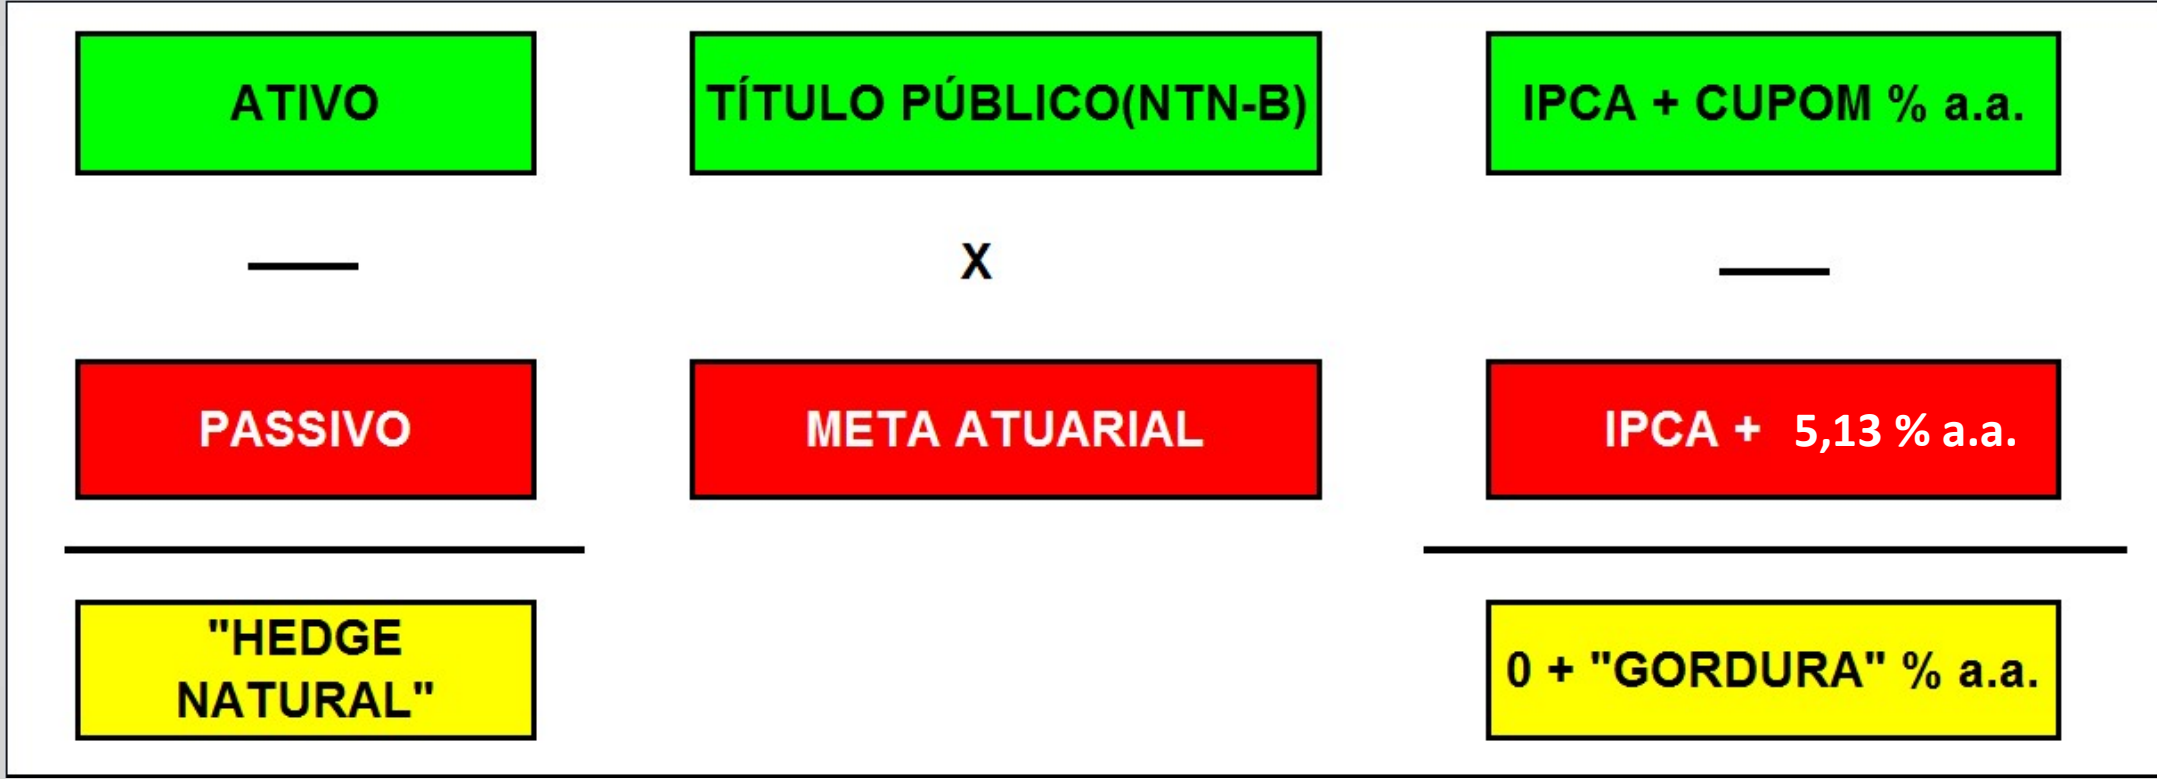 ATIVO
TÍTULO PÚBLICO(NTN-B)
IPCA + CUPOM % a.a.
X
PASSIVO
META ATUARIAL
IPCA + 5,13 % a.a.
"HEDGE
NATURAL"
0 + "GORDURA" % a.a.